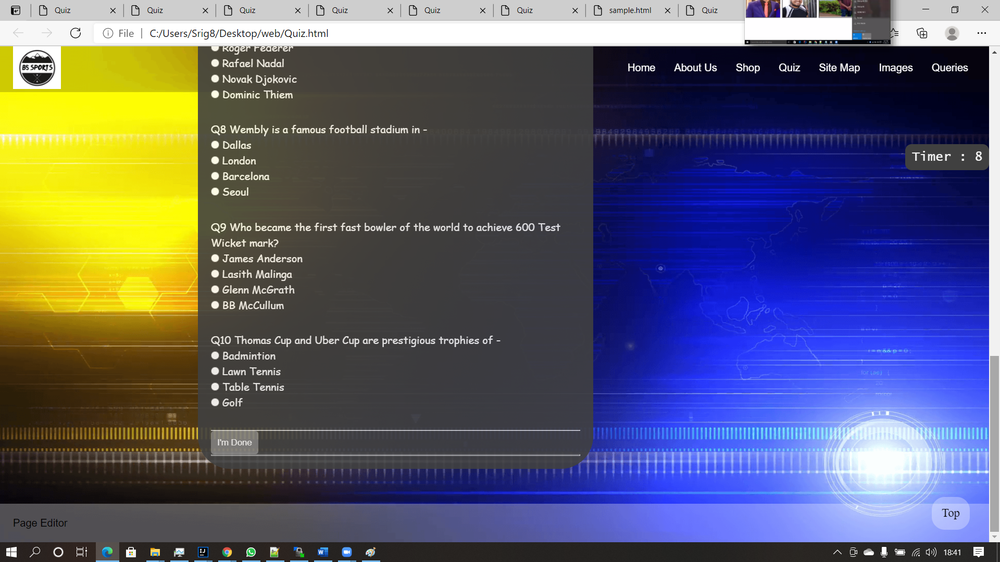 Quiz
Quiz
Quiz
Quiz
Quiz
Quiz
sample.html
Quiz
File
C:/Users/Srig8/Desktop/web/Quiz.html
BS SPORTS
Home
About Us
Shop
Quiz
Site Map
Images
Queries
Roger Federer
Rafael Nadal
Novak Djokovic
Dominic Thiem
Q8 Wembly is a famous football stadium in -
Dallas
London
Barcelona
Seoul
Timer : 8
Q9 Who became the first fast bowler of the world to achieve 600 Test
Wicket mark?
James Anderson
Lasith Malinga
Glenn McGrath
BB McCullum
Q10 Thomas Cup and Uber Cup are prestigious trophies of -
Badmintion
Lawn Tennis
Table Tennis
Golf
I'm Done
Top
Page Editor
18:41